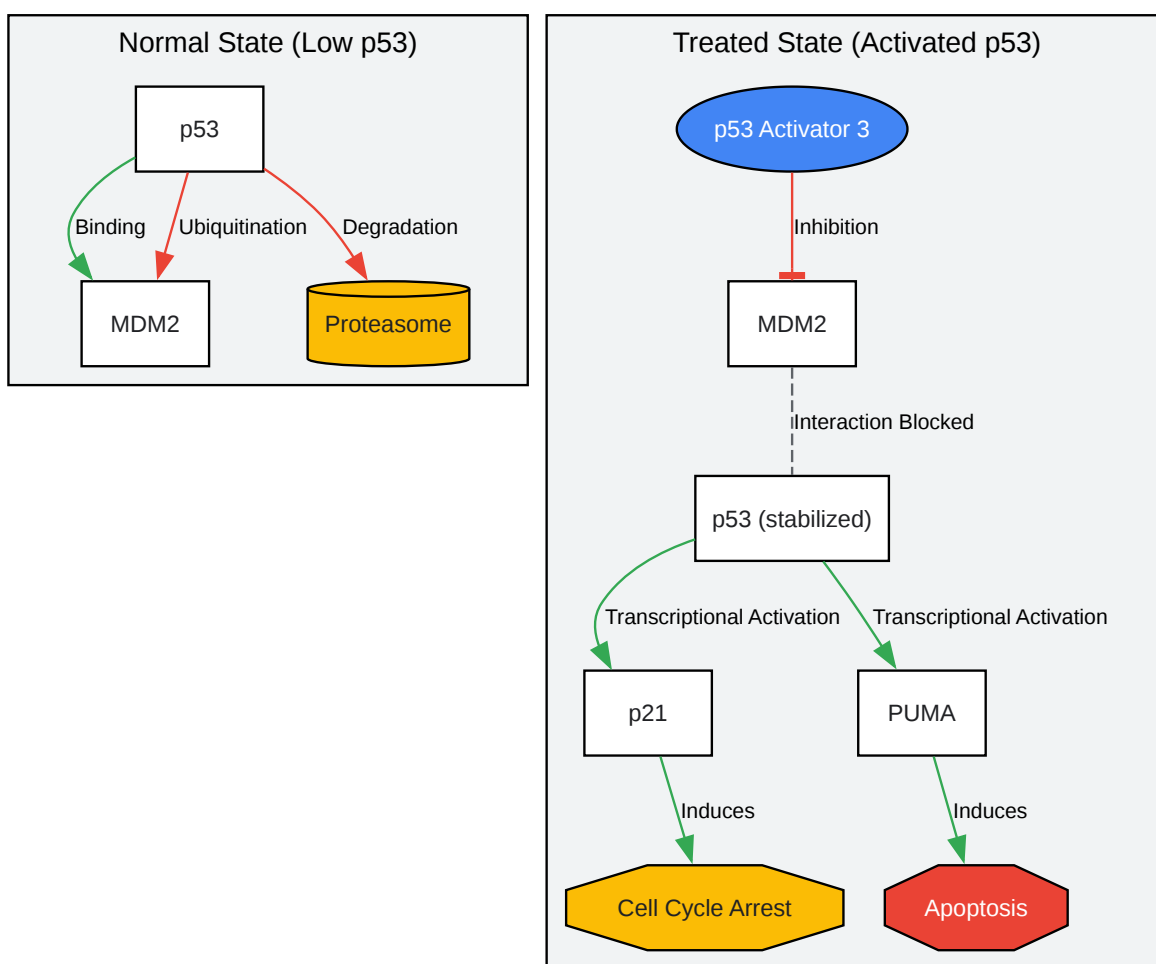 Normal State (Low p53)
p53
Binding
Ubiquitination
Degradation
MDM2
Proteasome
Treated State (Activated p53)
p53 Activator 3
Inhibition
MDM2
Interaction Blocked
p53 (stabilized)
Transcriptional Activation
Transcriptional Activation
p21
PUMA
Induces
Induces
Cell Cycle Arrest
Apoptosis